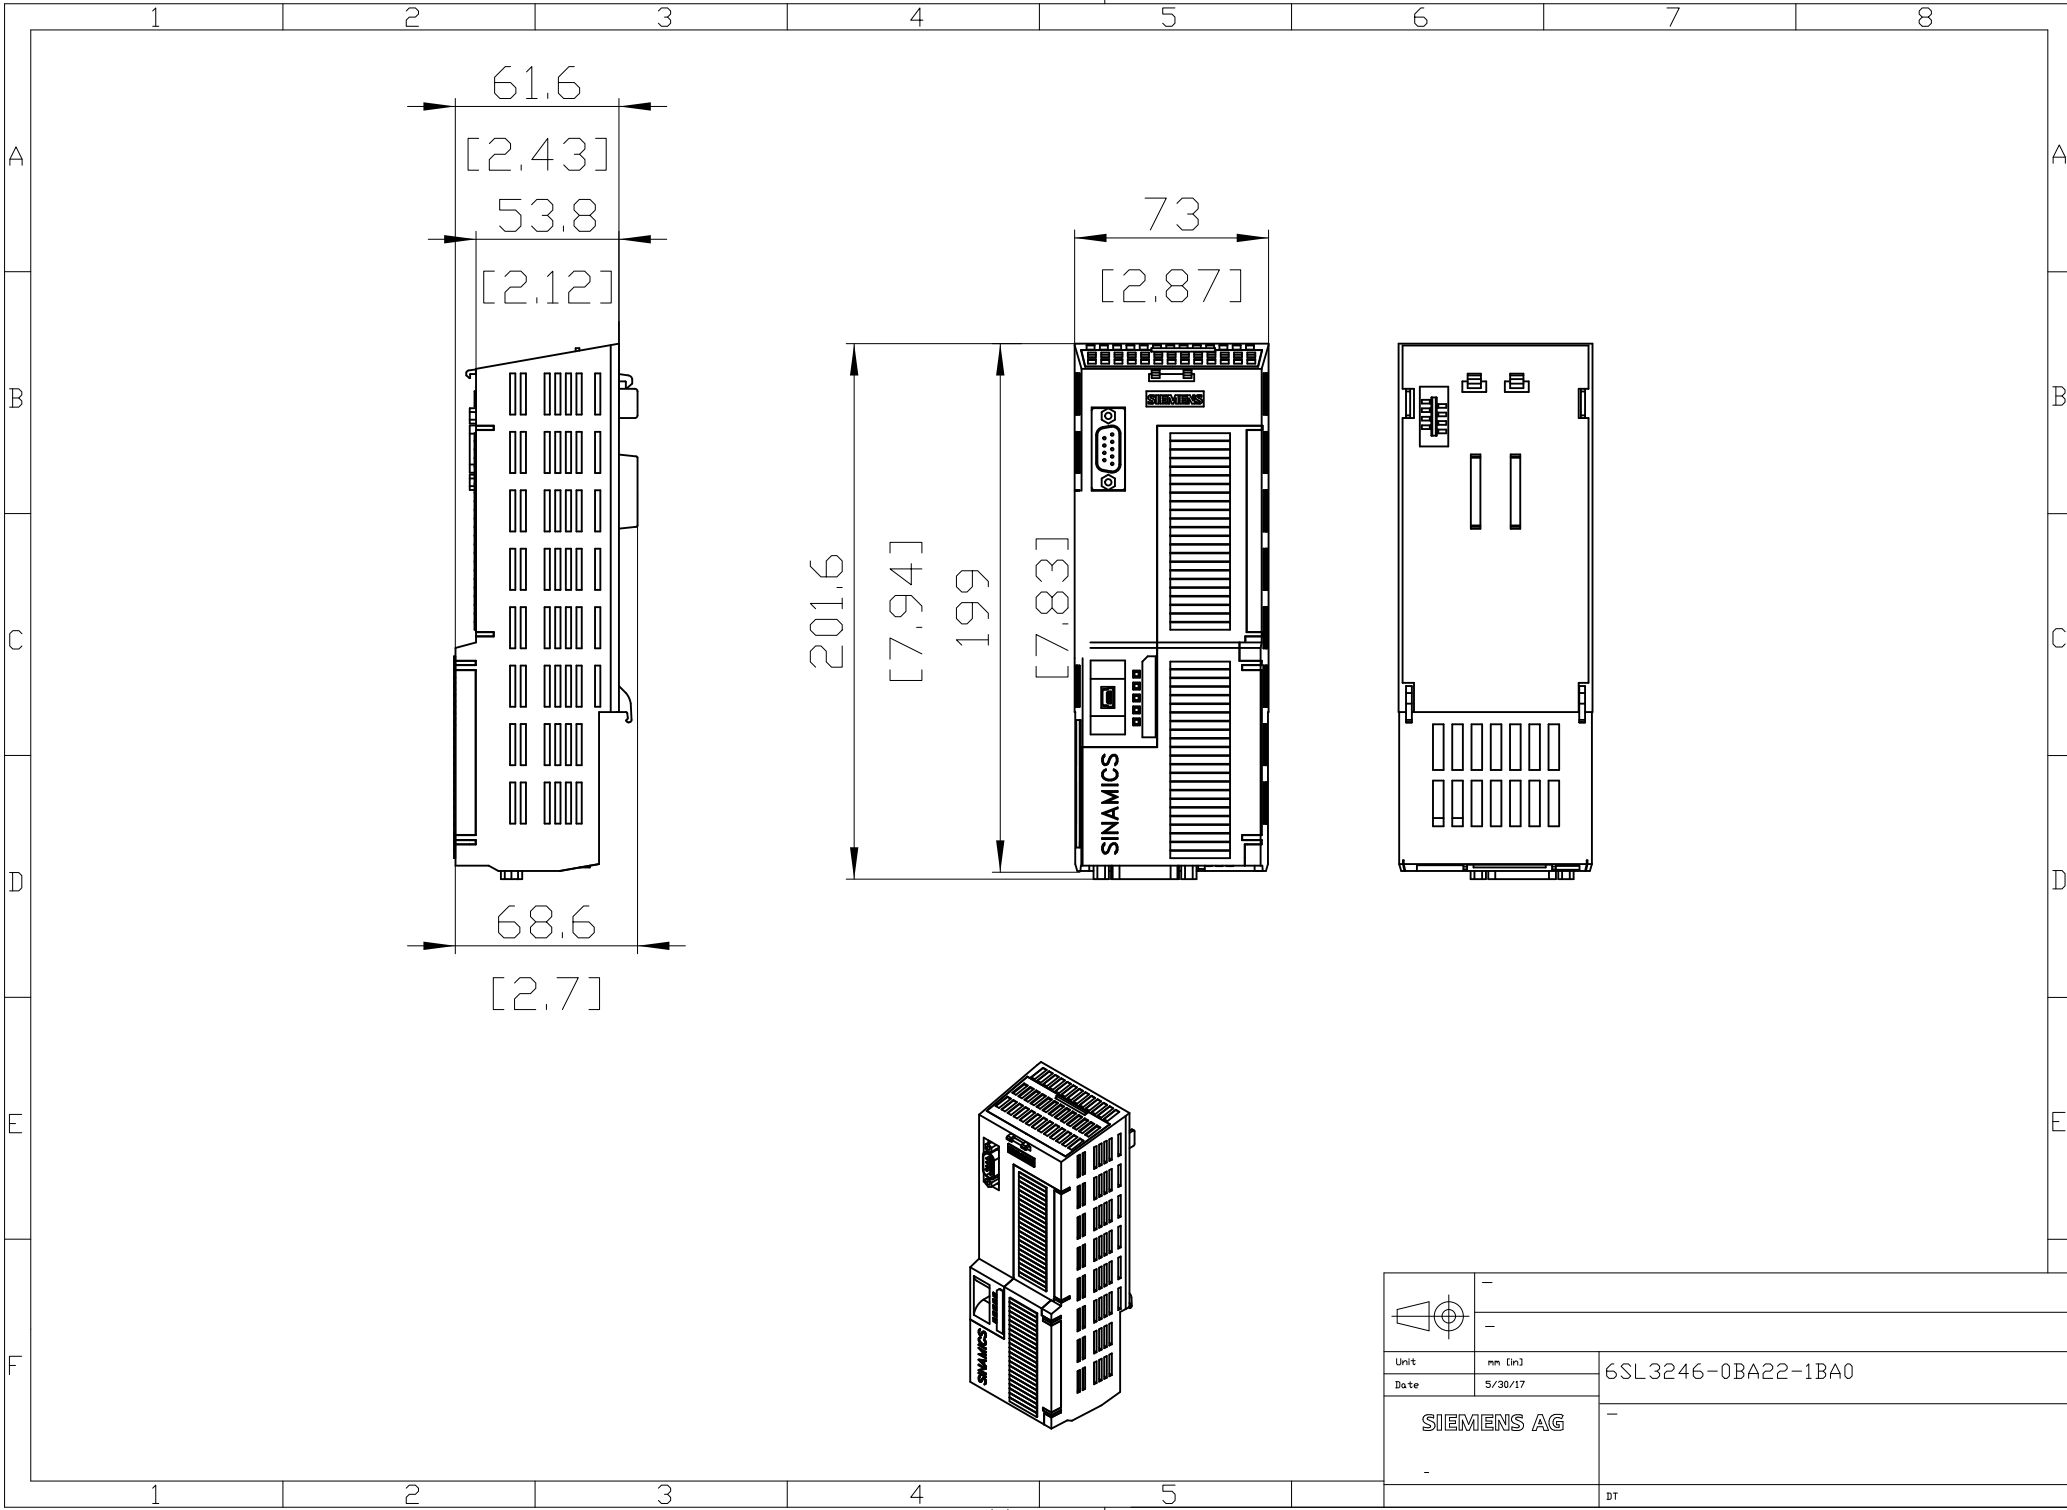 1 2 3 4 5 6 7 8
61.6
[2.43]
53.8
[2.12]
73
[2.87]
A A
B B
C C
D D
E E
F
SIEMENS
201.6
[7.94]
199
[7.83]
SINAMICS
68.6
[2.7]
SINAMICS
Unit mm [in]
Date 5/30/17
6SL3246-0BA22-1BA0
SIEMENS AG
DT
1 2 3 4 5